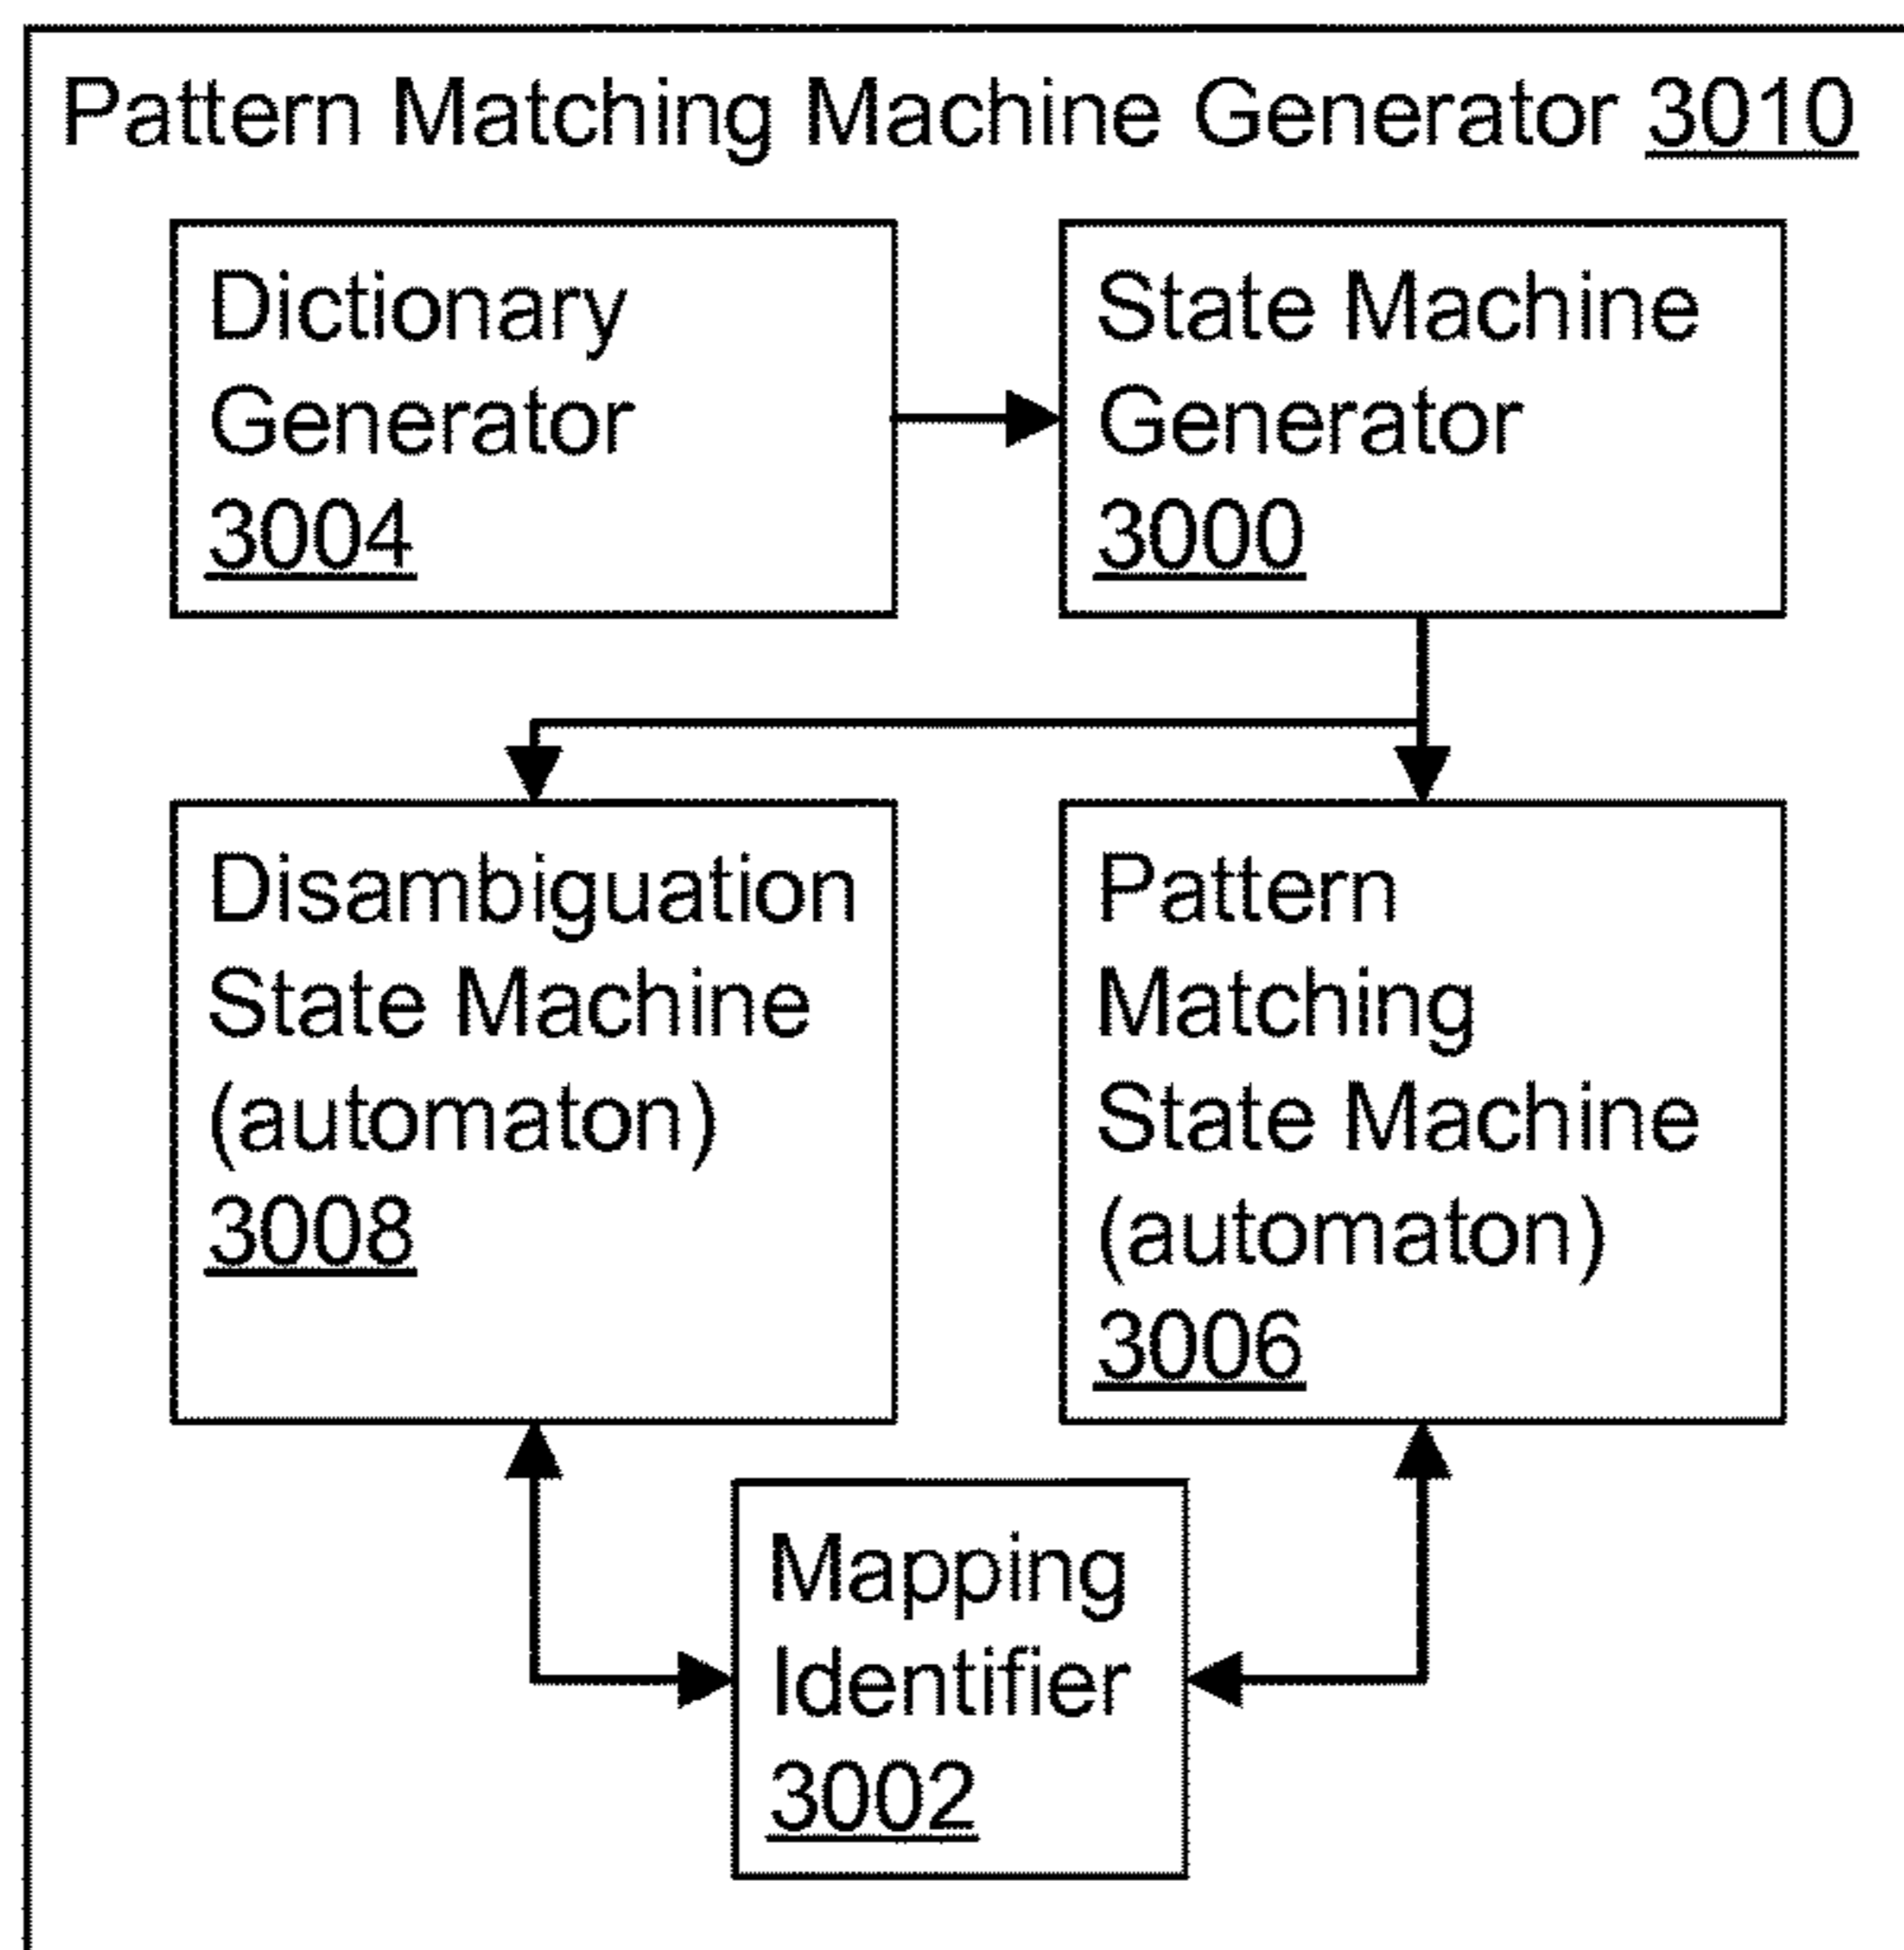 Pattern Matching Machine Generator 3010
Dictionary
Generator
3004
State Machine
Generator
3000
Disambiguation
State Machine
(automaton)
3008
Pattern
Matching
State Machine
(automaton)
3006
Mapping
Identifier
3002